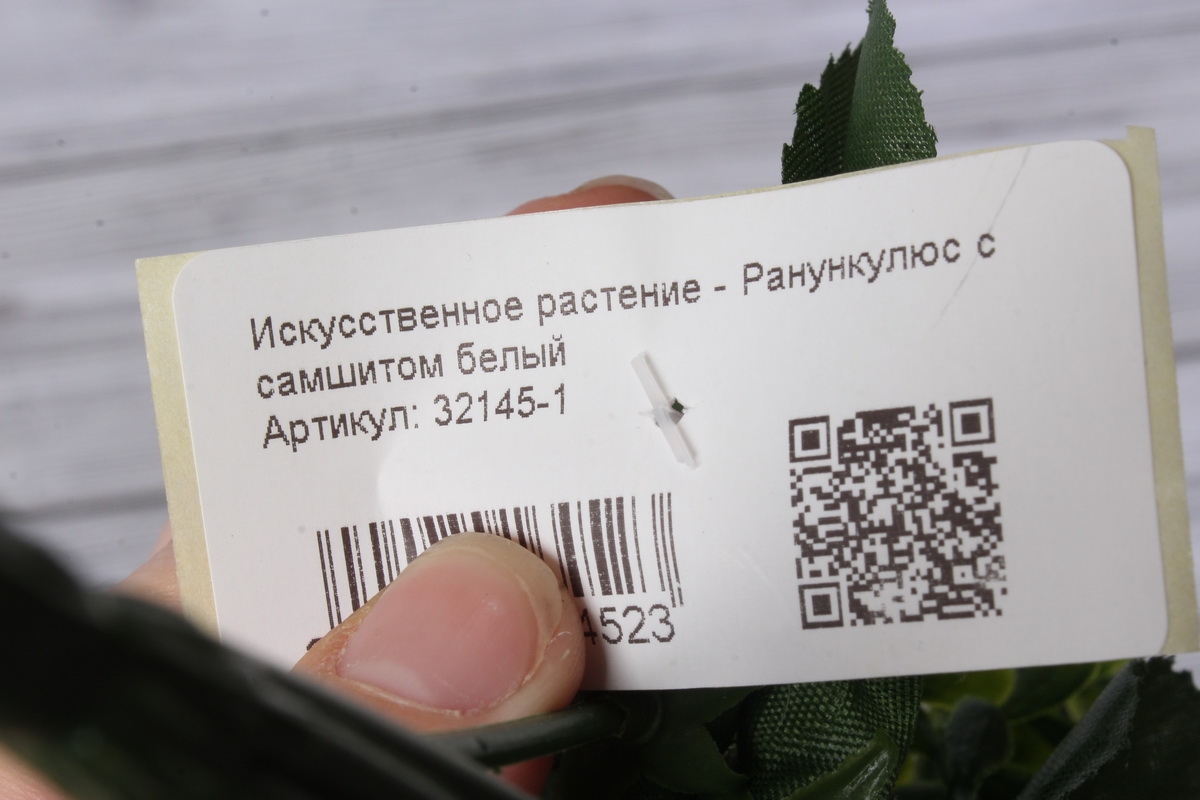 Искусственное растение - Ранункулюс с
самшитом белый
Артикул: 32145-1
4523